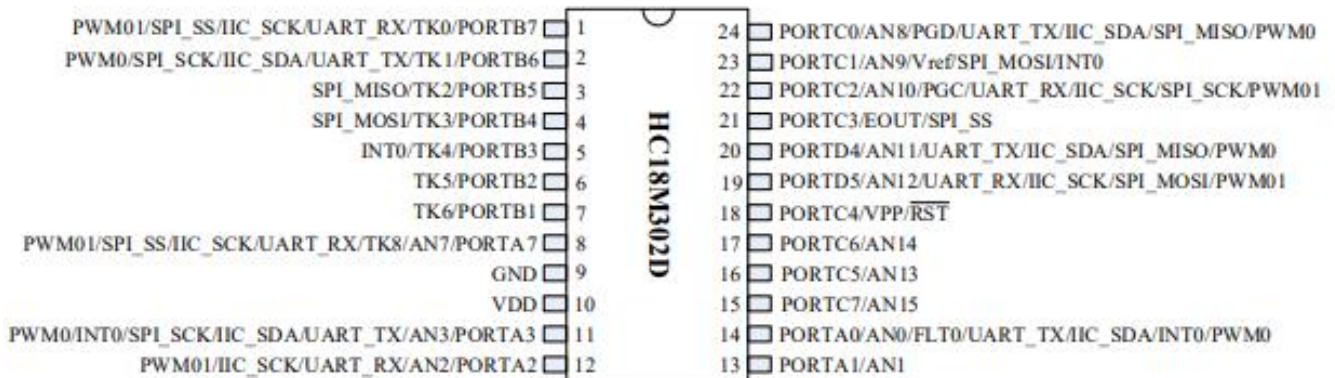 PWM01/SPI_SS/IIC_SCK/UART_RX/TK0/PORTB7 1 24 PORTC0/AN8/PGD/UART_TX/IIC_SDA/SPI_MISO/PWM0
PWM0/SPI_SCK/IIC_SDA/UART_TX/TK1/PORTB6 2 23 PORTC1/AN9/Vref/SPI_MOSI/INT0
SPI_MISO/TK2/PORTB5 3 22 PORTC2/AN10/PGC/UART_RX/IIC_SCK/SPI_SCK/PWM01
SPI_MOSI/TK3/PORTB4 4 21 PORTC3/EOUT/SPI_SS
INT0/TK4/PORTB3 5 20 PORTD4/AN11/UART_TX/IIC_SDA/SPI_MISO/PWM0
TK5/PORTB2 6 19 PORTD5/AN12/UART_RX/IIC_SCK/SPI_MOSI/PWM01
TK6/PORTB1 7 18 PORTC4/VPP/RST
PWM01/SPI_SS/IIC_SCK/UART_RX/TK8/AN7/PORTA7 8 17 PORTC6/AN14
GND 9 16 PORTC5/AN13
VDD 10 15 PORTC7/AN15
PWM0/INT0/SPI_SCK/IIC_SDA/UART_TX/AN3/PORTA3 11 14 PORTA0/AN0/FLT0/UART_TX/IIC_SDA/INT0/PWM0
PWM01/IIC_SCK/UART_RX/AN2/PORTA2 12 13 PORTA1/AN1
HC18M302D